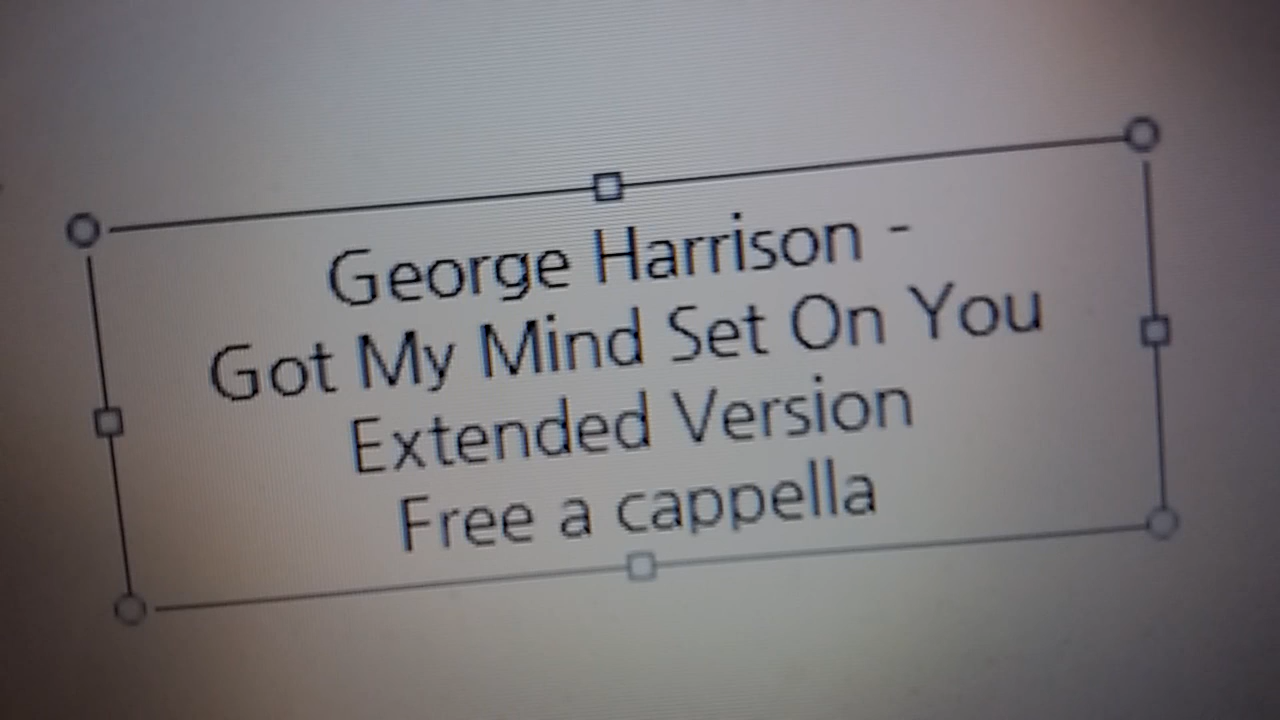 George Harrison -
Got My Mind Set On You
Extended Version
Free a cappella